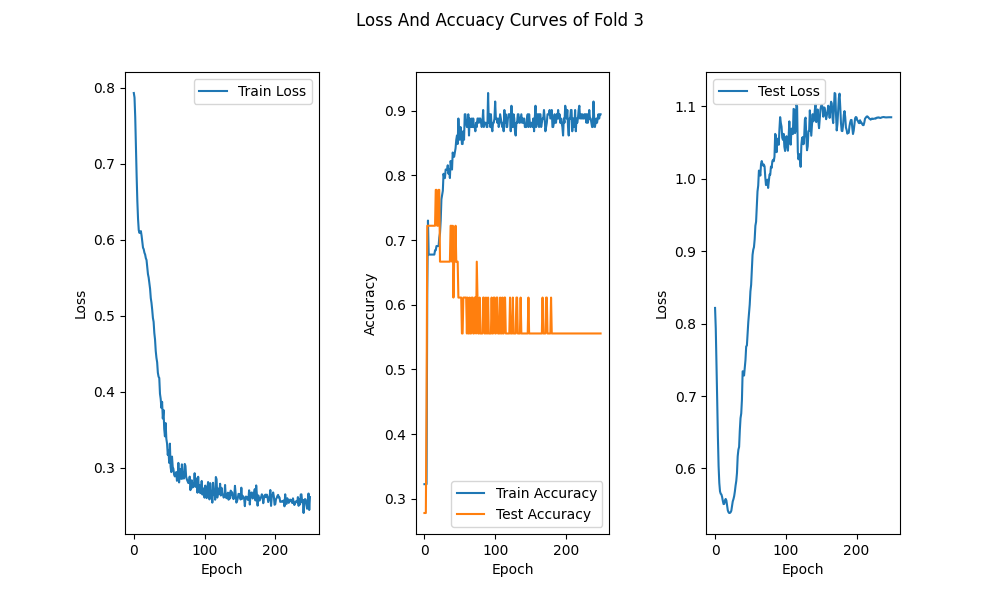 Loss And Accuacy Curves of Fold 3
0.8
0.7
0.6
0.5
0.4
0.3
Loss
Train Loss
0
100
200
Epoch
0.9
0.8
0.7
0.6
0.5
0.4
0.3
Accuracy
Train Accuracy
Test Accuracy
0
100
200
Epoch
1.1
1.0
0.9
0.8
0.7
0.6
Loss
Test Loss
0
100
200
Epoch